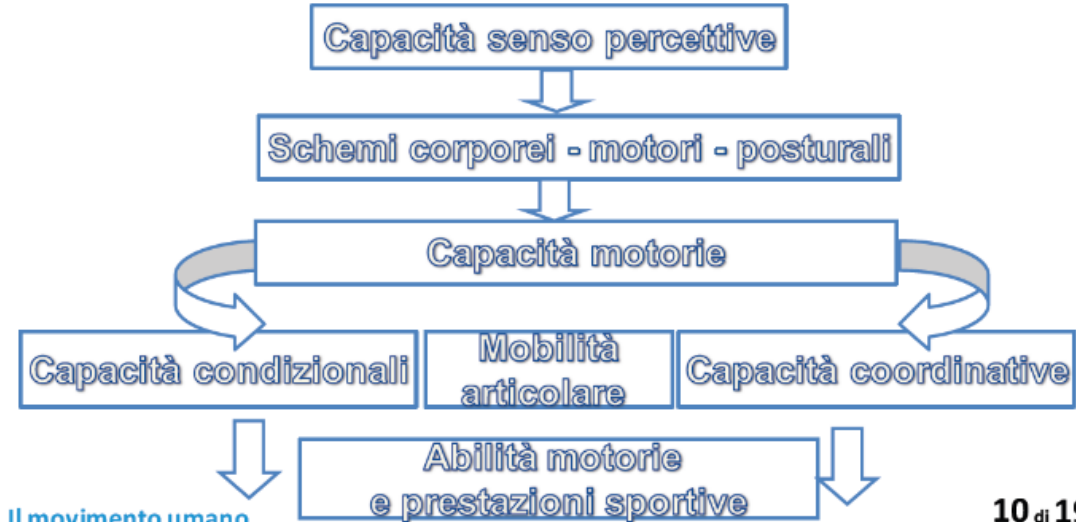 Capacità senso percettive
Schemi corporei - motori - posturali
Capacità motorie
Capacità condizionali
Mobilità
articolare
Capacità coordinative
Abilità motorie
e prestazioni sportive
Il movimento umano
10 di 19